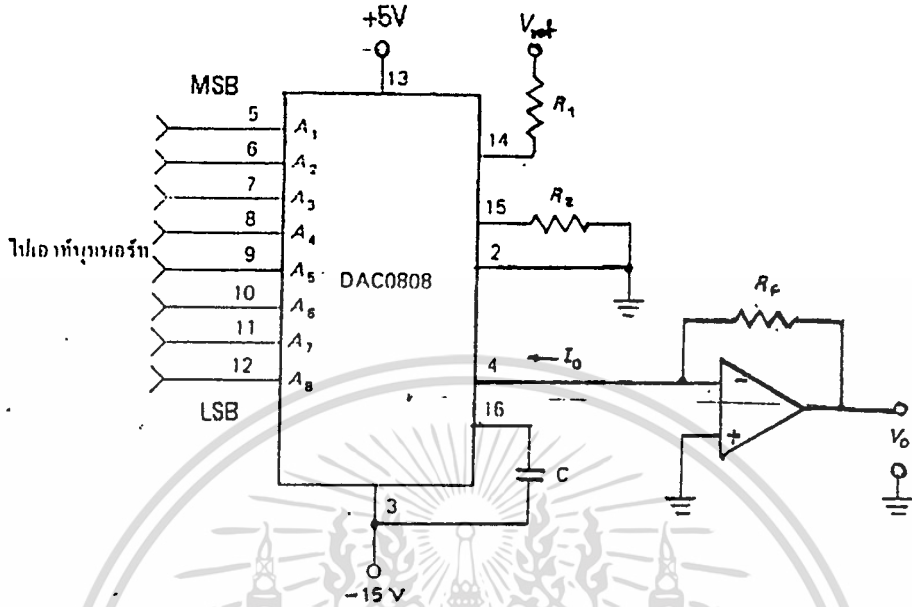 +5V
V_ref
13
MSB
R₁
5
A₁
14
6
A₂
7
A₃
15
R₂
8
A₄
ไปเอาท์พุทพอร์ท
9
A₅
2
DAC0808
10
A₆
R_F
11
A₇
4
← I₀
12
A₈
-
LSB
16
+
V₀
C
3
-15 V